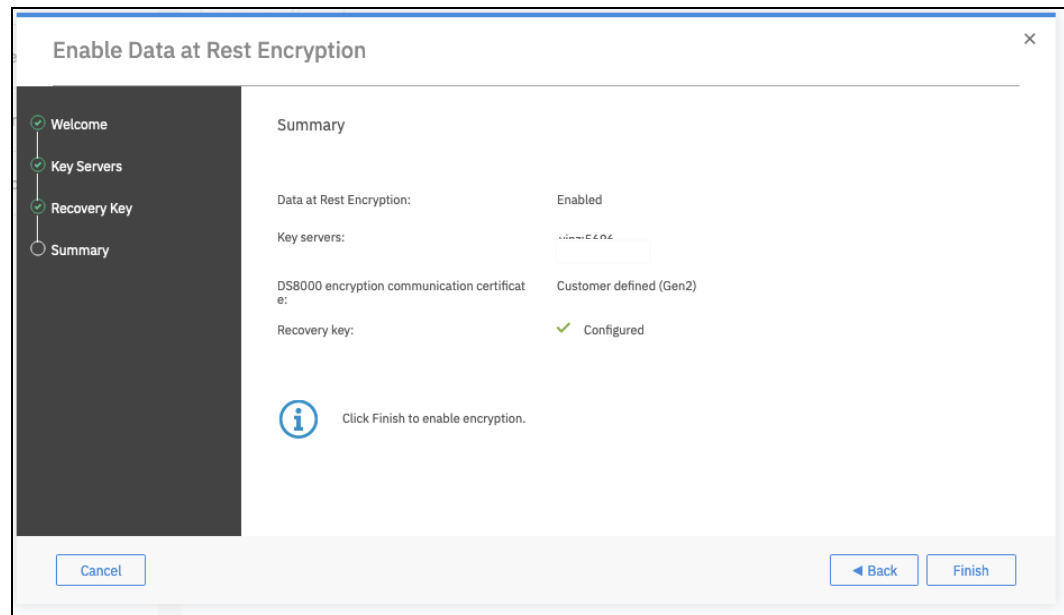 Enable Data at Rest Encryption
Welcome
Key Servers
Recovery Key
Summary
Summary
Data at Rest Encryption: Enabled
Key servers:
DS8000 encryption communication certificat Customer defined (Gen2)
e:
Recovery key: Configured
Click Finish to enable encryption.
Cancel
Back
Finish